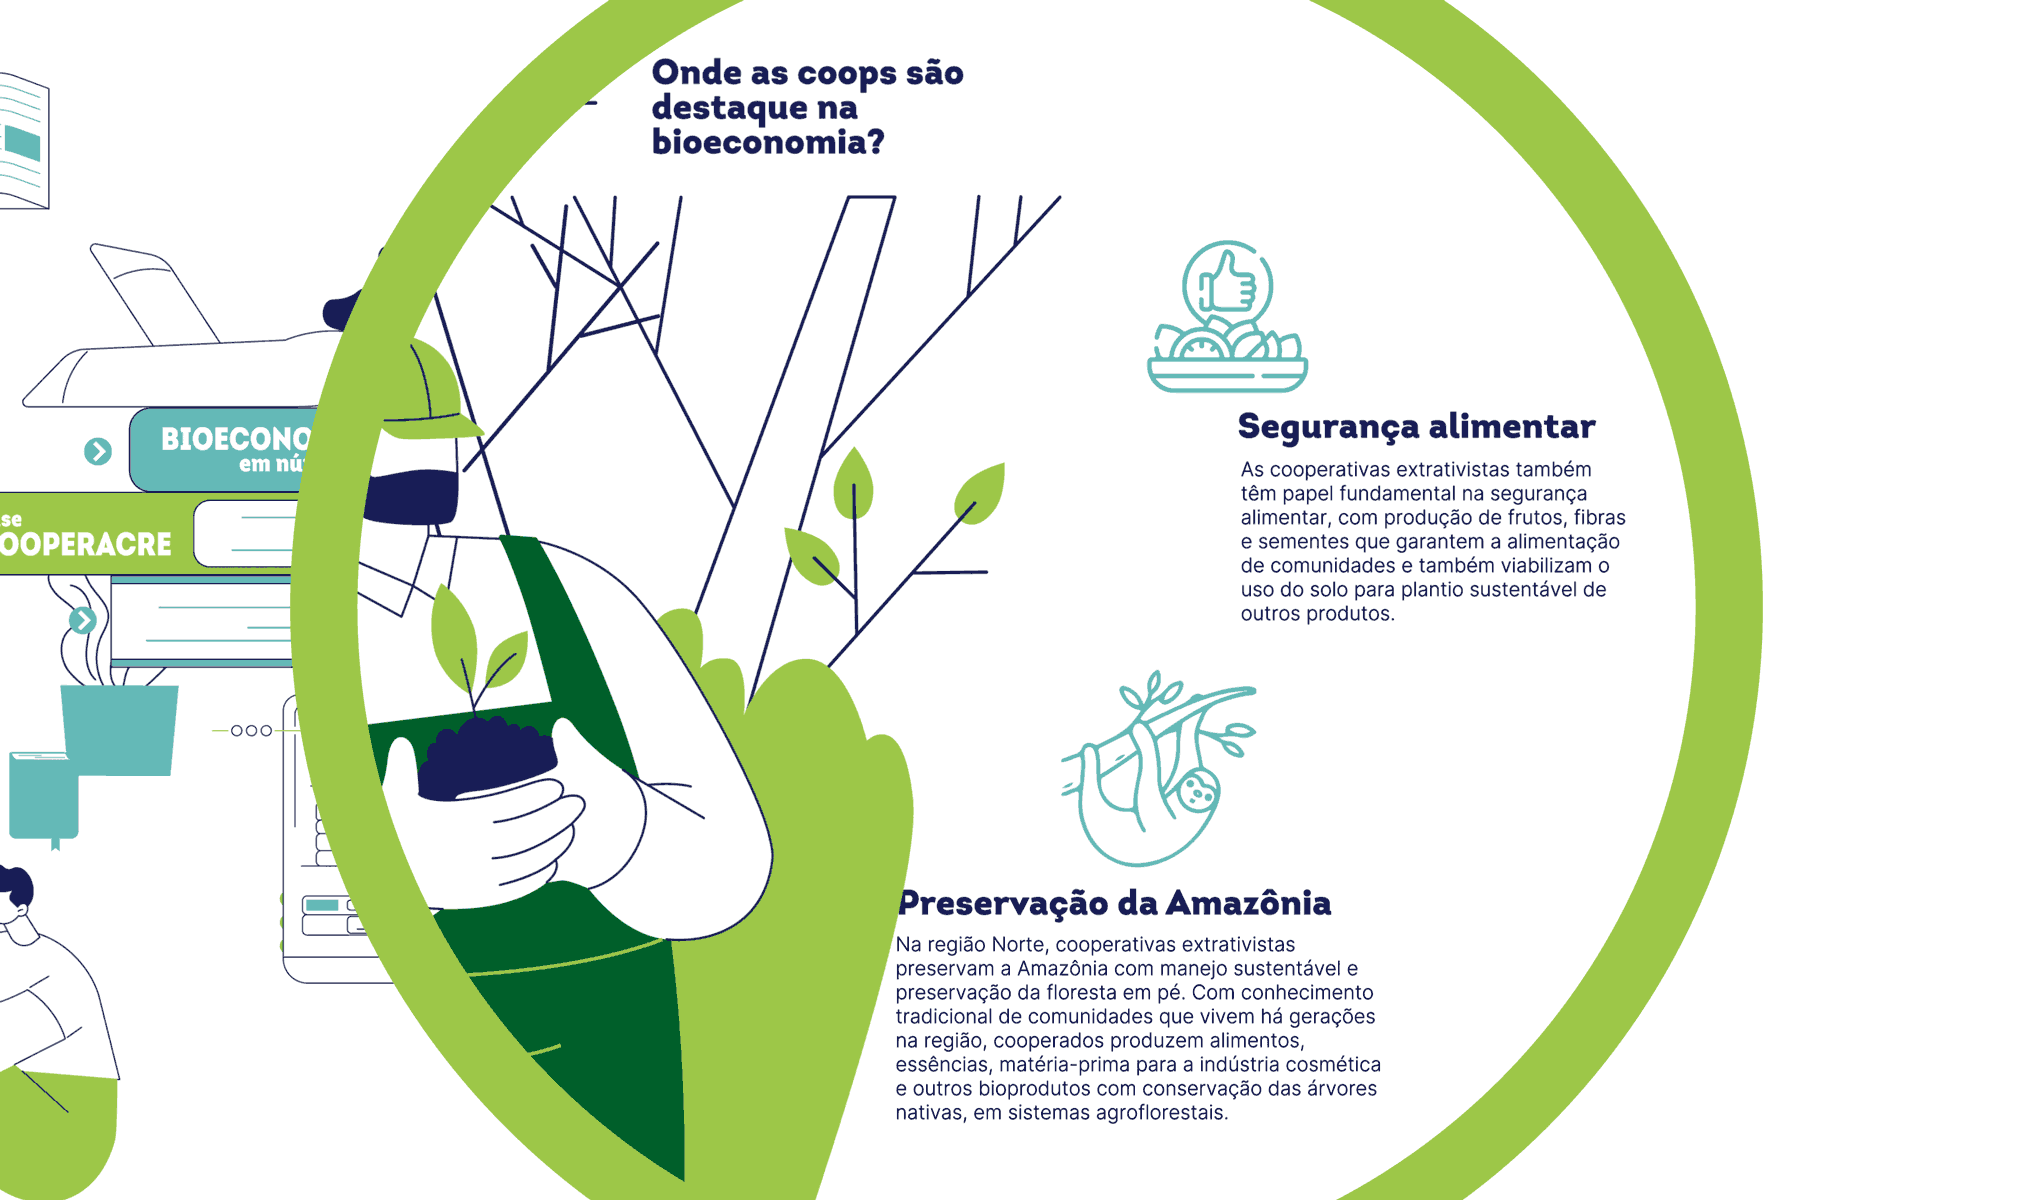 Onde as coops são
destaque na
bioeconomia?
Segurança alimentar
As cooperativas extrativistas também
têm papel fundamental na segurança
alimentar, com produção de frutos, fibras
e sementes que garantem a alimentação
de comunidades e também viabilizam o
uso do solo para plantio sustentável de
outros produtos.
Preservação da Amazônia
Na região Norte, cooperativas extrativistas
preservam a Amazônia com manejo sustentável e
preservação da floresta em pé. Com conhecimento
tradicional de comunidades que vivem há gerações
na região, cooperados produzem alimentos,
essências, matéria-prima para a indústria cosmética
e outros bioprodutos com conservação das árvores
nativas, em sistemas agroflorestais.
BIOECONO
em nú
se
OOPERACRE